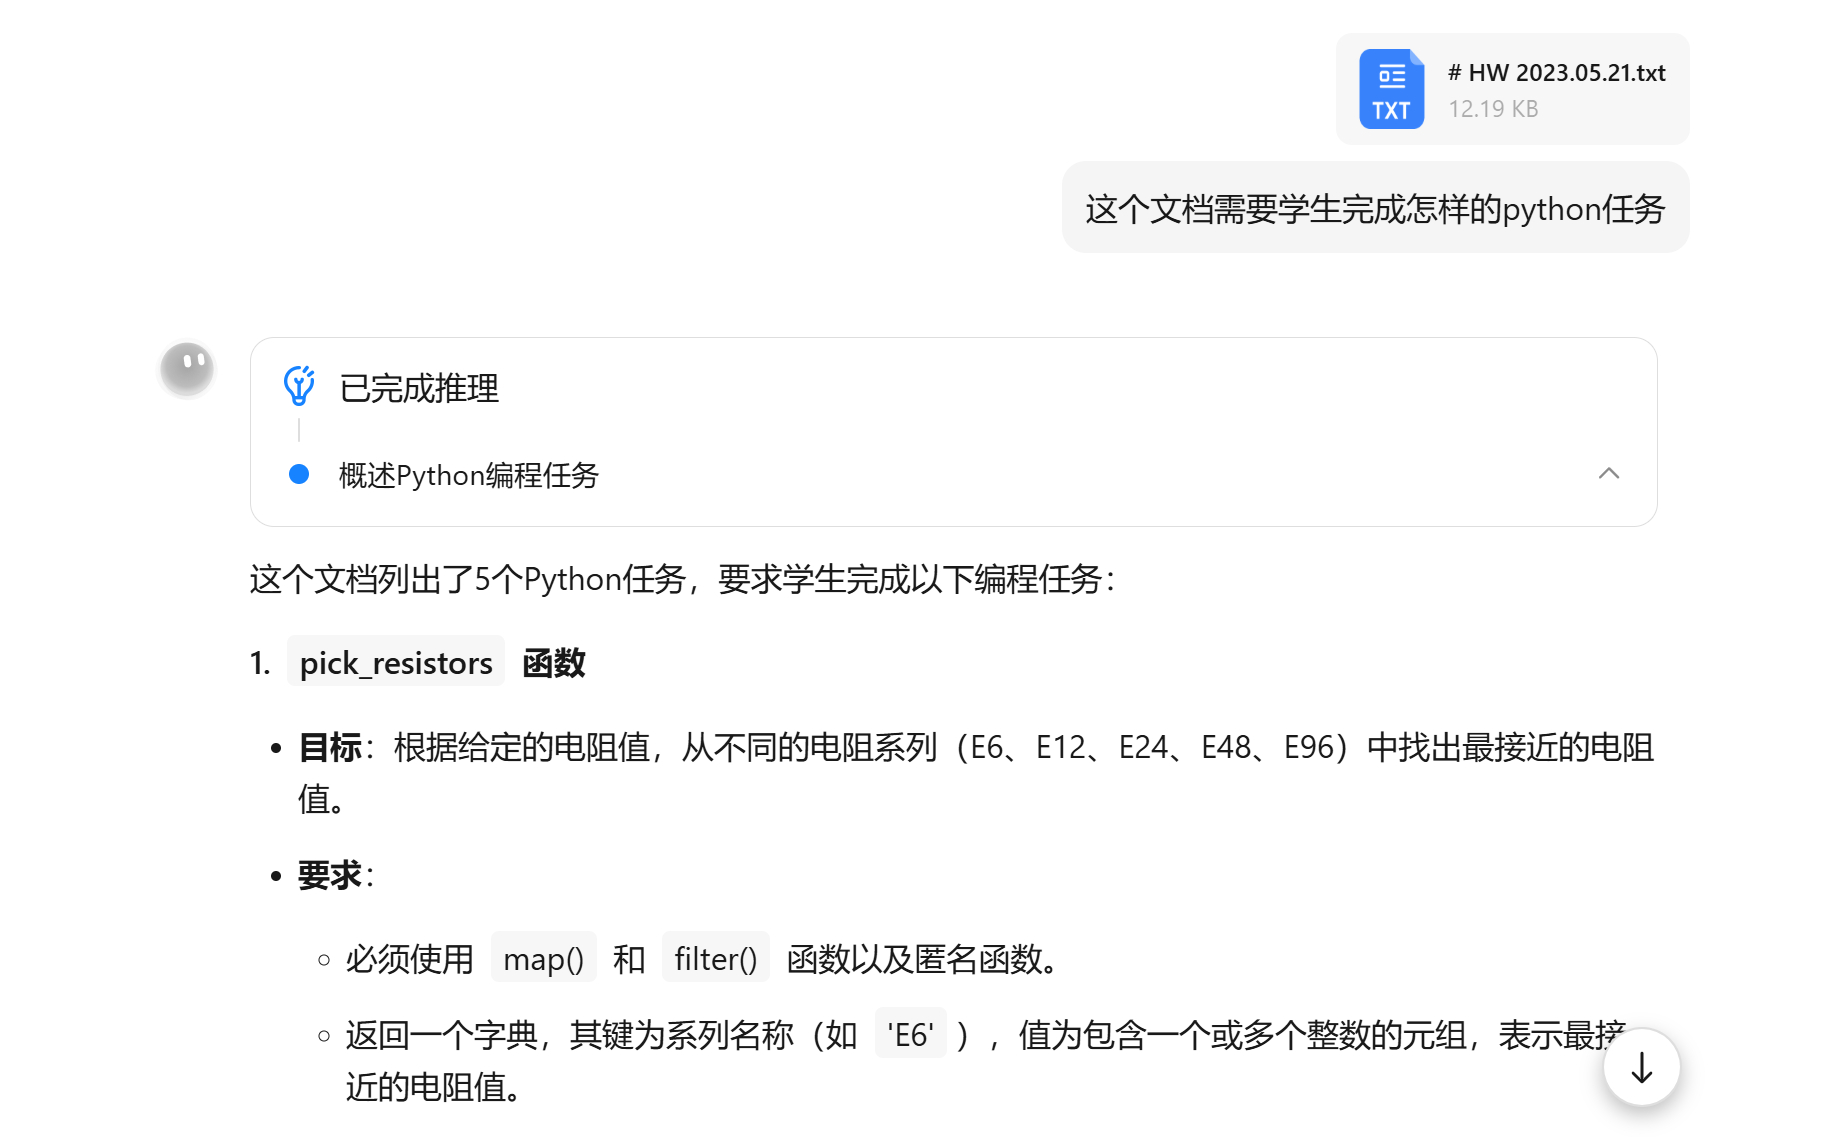 # HW 2023.05.21.txt
TXT
12.19 KB
这个文档需要学生完成怎样的python任务
已完成推理
概述Python编程任务
这个文档列出了5个Python任务，要求学生完成以下编程任务：
1. pick_resistors 函数
• 目标：根据给定的电阻值，从不同的电阻系列（E6、E12、E24、E48、E96）中找出最接近的电阻
值。
• 要求：
○ 必须使用 map() 和 filter() 函数以及匿名函数。
○ 返回一个字典，其键为系列名称（如 'E6' ），值为包含一个或多个整数的元组，表示最接
近的电阻值。